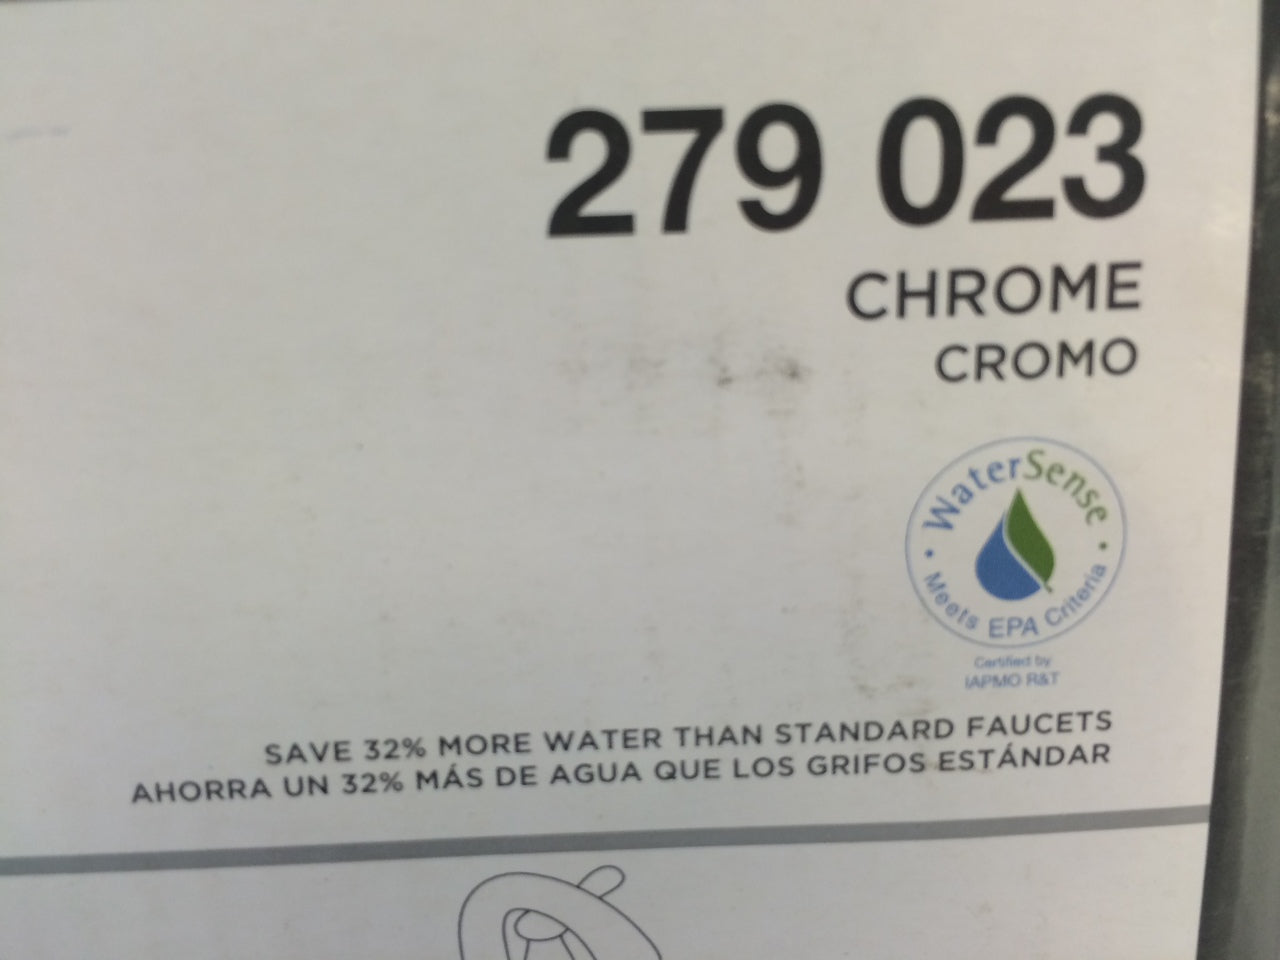 279 023
CHROME
CROMO
WaterSense
Meets EPA Criteria
Certified by
IAPMO R&T
SAVE 32% MORE WATER THAN STANDARD FAUCETS
AHORRA UN 32% MÁS DE AGUA QUE LOS GRIFOS ESTÁNDAR